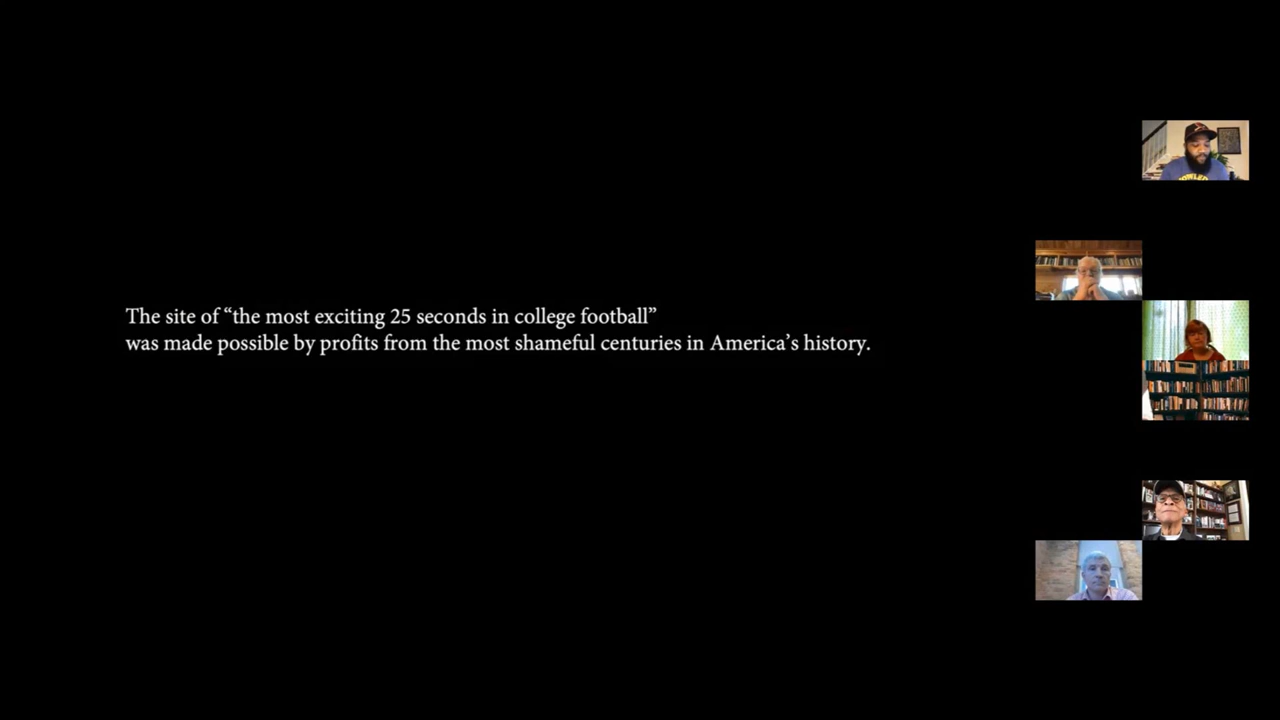 The site of “the most exciting 25 seconds in college football”
was made possible by profits from the most shameful centuries in America’s history.